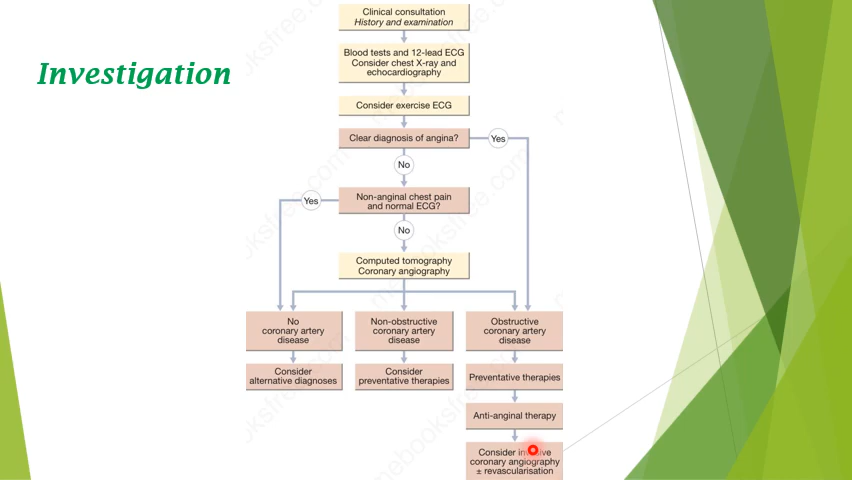 Investigation
Clinical consultation
History and examination
Blood tests and 12-lead ECG
Consider chest X-ray and
echocardiography
Consider exercise ECG
Clear diagnosis of angina?
Yes
No
Non-anginal chest pain
and normal ECG?
Yes
No
Computed tomography
Coronary angiography
No
coronary artery
disease
Non-obstructive
coronary artery
disease
Obstructive
coronary artery
disease
Consider
alternative diagnoses
Consider
preventative therapies
Preventative therapies
Anti-anginal therapy
Consider
coronary angiography
± revascularisation